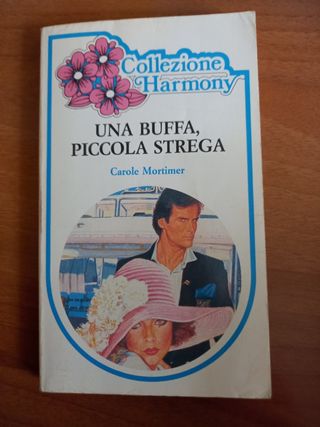 Collezione
Harmony
UNA BUFFA,
PICCOLA STREGA
Carole Mortimer